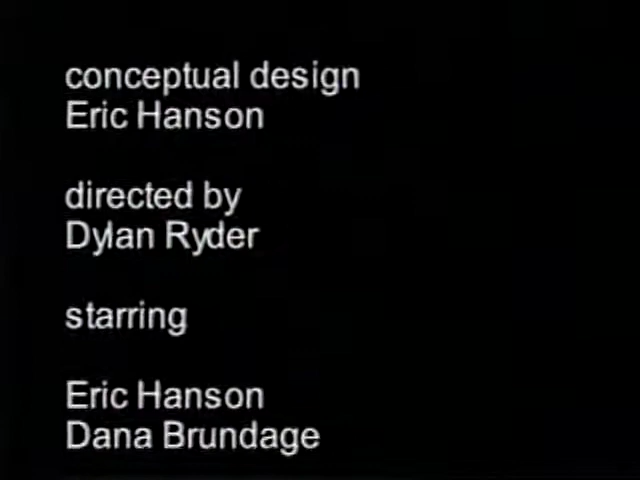 conceptual design
Eric Hanson
directed by
Dylan Ryder
starring
Eric Hanson
Dana Brundage